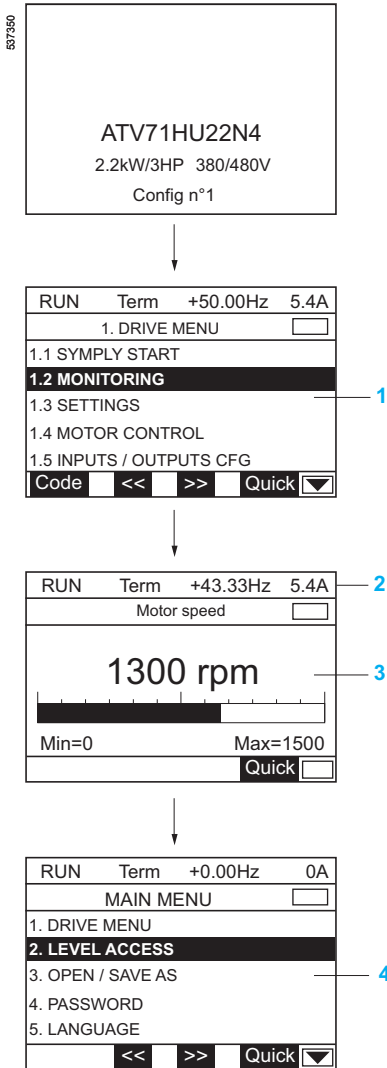 537350
ATV71HU22N4
2.2kW/3HP 380/480V
Config n°1
RUN Term +50.00Hz 5.4A
1. DRIVE MENU
1.1 SYMPLY START
1.2 MONITORING
1.3 SETTINGS
1
1.4 MOTOR CONTROL
1.5 INPUTS / OUTPUTS CFG
Code << >> Quick
RUN Term +43.33Hz 5.4A
2
Motor speed
1300 rpm
3
Min=0 Max=1500
Quick
RUN Term +0.00Hz 0A
MAIN MENU
1. DRIVE MENU
2. LEVEL ACCESS
3. OPEN / SAVE AS
4
4. PASSWORD
5. LANGUAGE
<< >> Quick